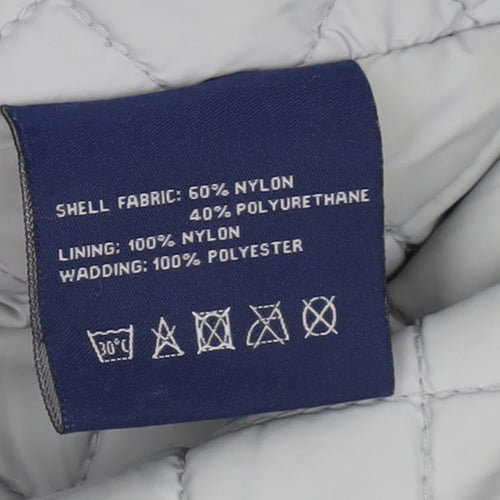 SHELL FABRIC: 60% NYLON
40% POLYURETHANE
LINING: 100% NYLON
WADDING: 100% POLYESTER
30°C